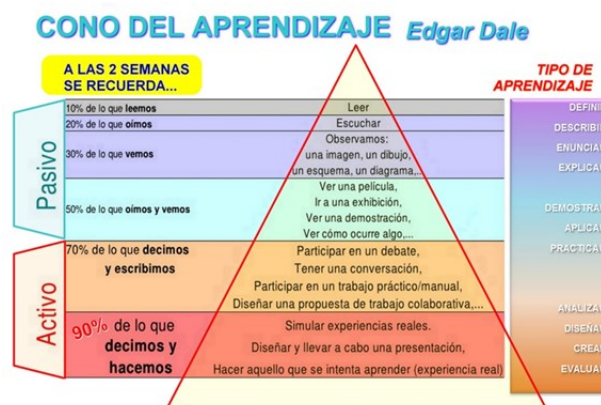 CONO DEL APRENDIZAJE Edgar Dale
A LAS 2 SEMANAS
SE RECUERDA...
TIPO DE
APRENDIZAJE
Pasivo
10% de lo que leemos
Leer
20% de lo que oímos
Escuchar
30% de lo que vemos
Observamos:
una imagen, un dibujo,
un esquema, un diagrama,...
50% de lo que oímos y vemos
Ver una película,
Ir a una exhibición,
Ver una demostración,
Ver cómo ocurre algo,...
Activo
70% de lo que decimos
y escribimos
Participar en un debate,
Tener una conversación,
Participar en un trabajo práctico/manual,
Diseñar una propuesta de trabajo colaborativa,...
90% de lo que
decimos y
hacemos
Simular experiencias reales.
Diseñar y llevar a cabo una presentación,
Hacer aquello que se intenta aprender (experiencia real)
DEFINI
DESCRIBI
ENUNCIA
EXPLICA
DEMOSTRA
APLICA
PRACTICA
ANALIZA
DISEÑA
CREA
EVALUA